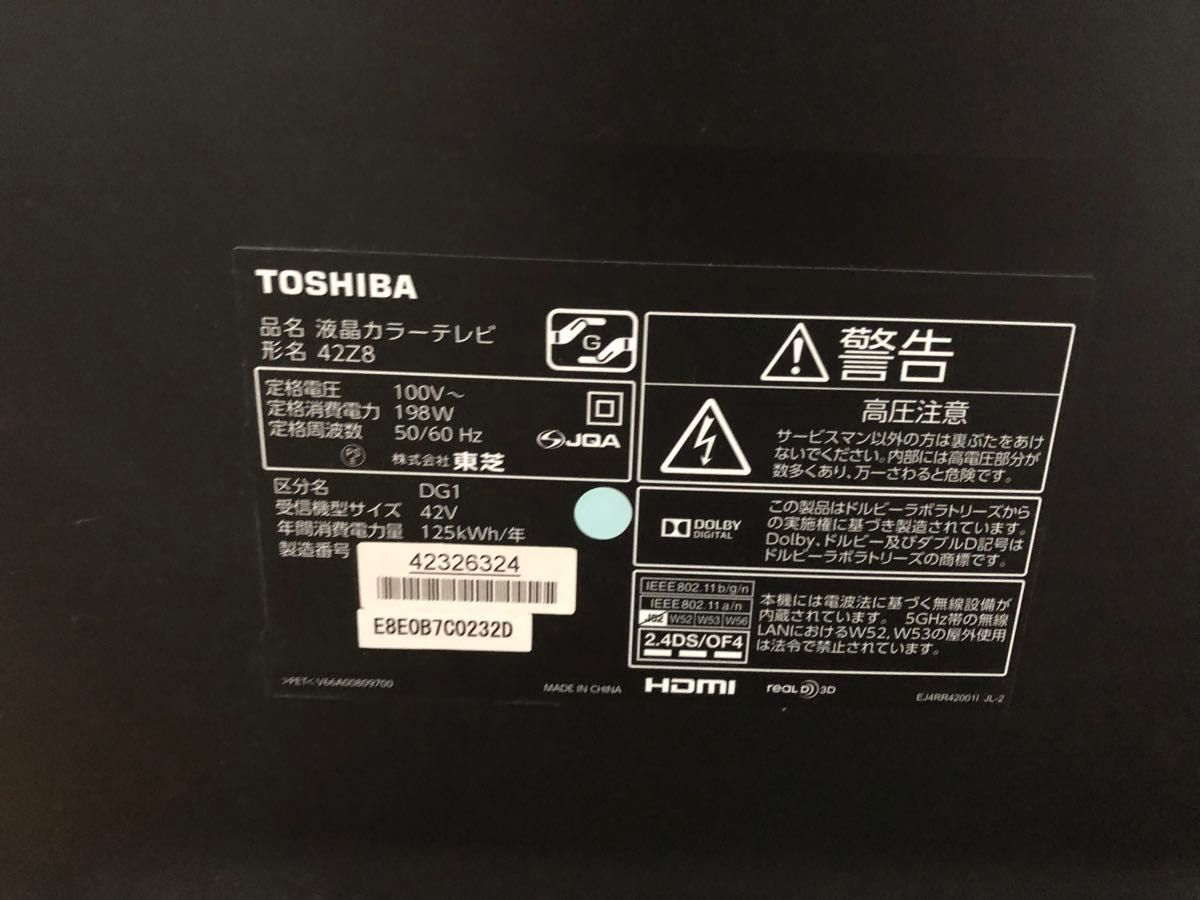 TOSHIBA
品名 液晶カラーテレビ
形名 42Z8
G
定格電圧 100V～
定格消費電力 198W
定格周波数 50/60 Hz
PS
E
JQA
株式会社 東芝
区分名 DG1
受信機型サイズ 42V
年間消費電力量 125kWh/年
製造番号
42326324
E8E0B7C0232D
>PET< V66A00809700
MADE IN CHINA
警告
高圧注意
サービスマン以外の方は裏ぶたをあけ
ないでください。内部には高電圧部分が
数多くあり、万一さわると危険です。
DOLBY
DIGITAL
この製品はドルビーラボラトリーズから
の実施権に基づき製造されています。
Dolby、ドルビー及びダブルD記号は
ドルビーラボラトリーズの商標です。
IEEE802.11b/g/n
IEEE802.11a/n
J52 W52 W53 W56
2.4DS/OF4
本機には電波法に基づく無線設備が
内蔵されています。 5GHz帯の無線
LANにおけるW52, W53の屋外使用
は法令で禁止されています。
HDMI
REALD 3D
EJ4RR42001I JL-2